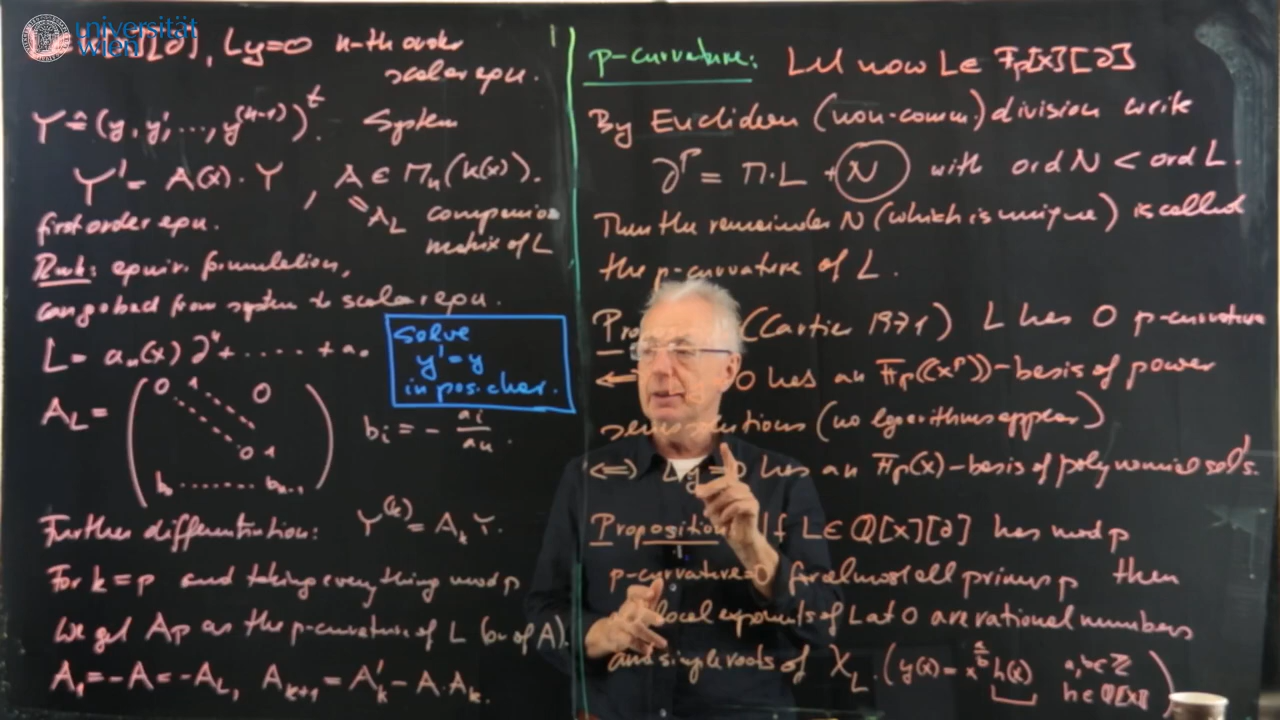 universität
wien
[x][∂], Ly=0 n-th order
scalar equ.
Y ≙ (y, y', ..., y^(n-1))^t. System
Y' = A(x)·Y, A ∈ M_n(k(x)).
= A_L companion
matrix of L
first order equ.
Rmk: equiv. formulation,
can go back from system to scalar equ.
L = a_n(x) ∂^n + ..... + a_0
Solve
y' = y
in pos. char.
A_L = ( 0 1 0 0 1 b_0 ....... b_n-1 ) b_i = - a_i/a_n.
Further differentiation: Y^(k) = A_k Y.
For k = p and taking everything mod p
we get A_p as the p-curvature of L (or of A).
A_1 = -A = -A_L, A_k+1 = A_k' - A·A_k.
p-curvature: Let now L ∈ F_p[x][∂]
By Euclidean (non-comm.) division write
∂^p = M·L + N with ord N < ord L.
Then the remainder N (which is unique) is called
the p-curvature of L.
(Cartier 1971) L has 0 p-curvature
0 has an F_p((x^p))-basis of power
series solutions (no logarithms appear)
⟺ Ly=0 has an F_p(x)-basis of polynomial sol's.
Proposition If L ∈ Q[x][∂] has mod p
p-curvature=0 for almost all primes p then
local exponents of L at 0 are rational numbers
and simple roots of χ_L. (y(x) = x^(a/b) h(x) a,b ∈ Z
h ∈ Q[[x]])